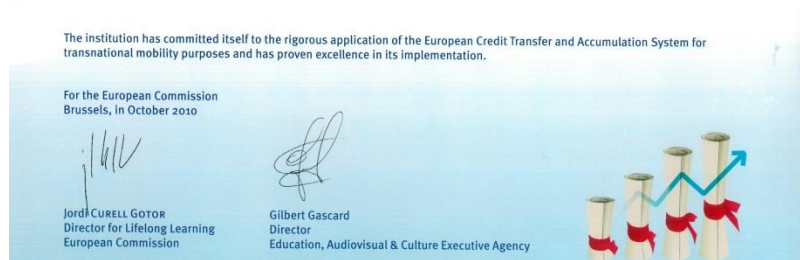 The institution has committed itself to the rigorous application of the European Credit Transfer and Accumulation System for
transnational mobility purposes and has proven excellence in its implementation.
For the European Commission
Brussels, in October 2010
Jordi CURELL GOTOR
Director for Lifelong Learning
European Commission
Gilbert Gascard
Director
Education, Audiovisual & Culture Executive Agency